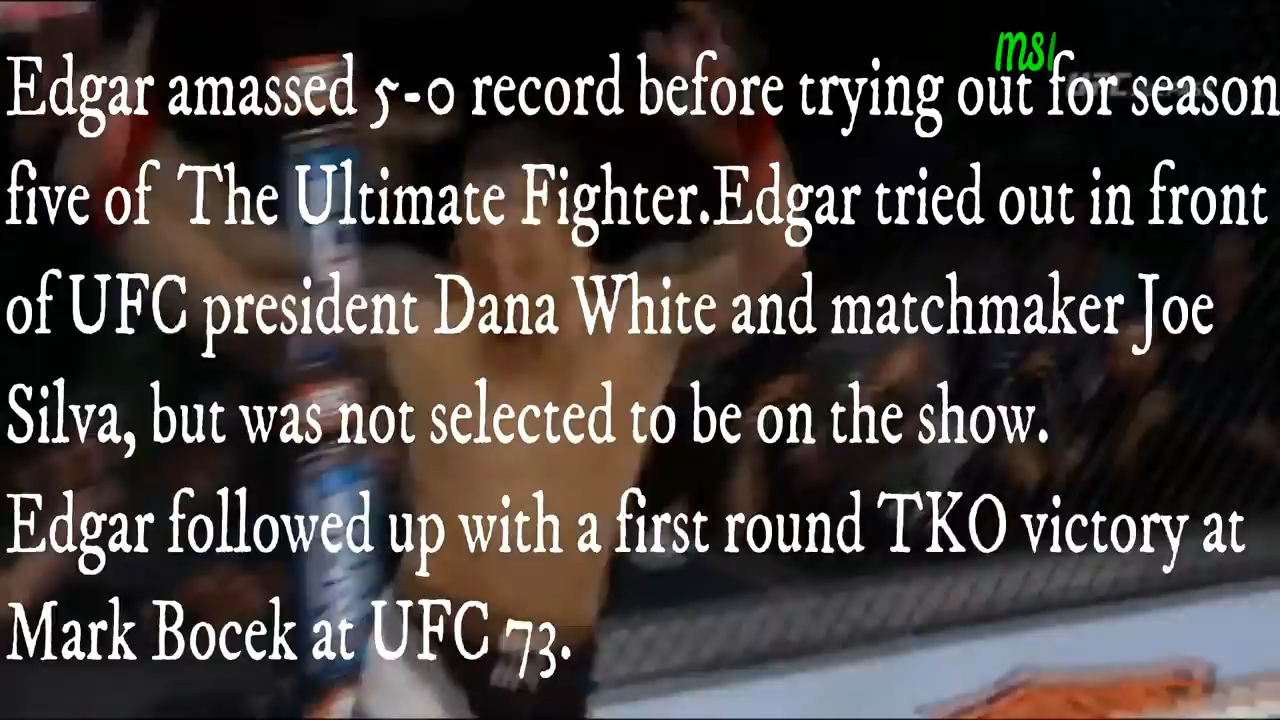 msi
Edgar amassed 5-0 record before trying out for season
five of The Ultimate Fighter.Edgar tried out in front
of UFC president Dana White and matchmaker Joe
Silva, but was not selected to be on the show.
Edgar followed up with a first round TKO victory at
Mark Bocek at UFC 73.